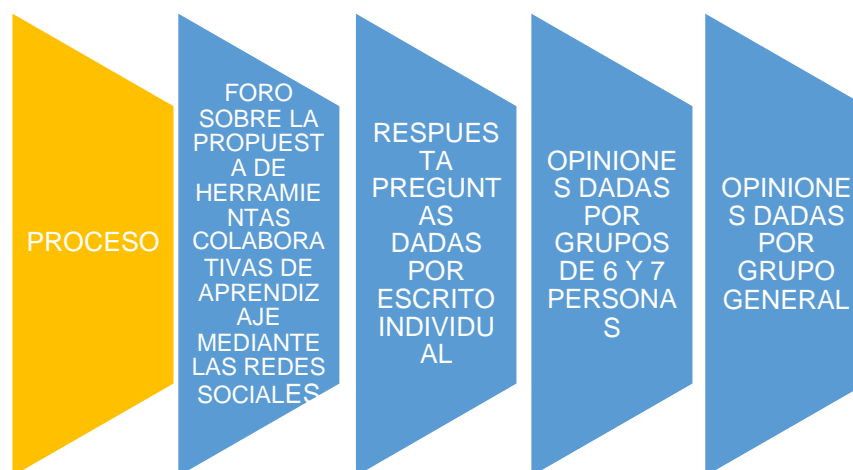 PROCESO
FORO
SOBRE LA
PROPUEST
A DE
HERRAMIE
NTAS
COLABORA
TIVAS DE
APRENDIZ
AJE
MEDIANTE
LAS REDES
SOCIALES
RESPUES
TA
PREGUNT
AS
DADAS
POR
ESCRITO
INDIVIDU
AL
OPINIONE
S DADAS
POR
GRUPOS
DE 6 Y 7
PERSONA
S
OPINIONE
S DADAS
POR
GRUPO
GENERAL